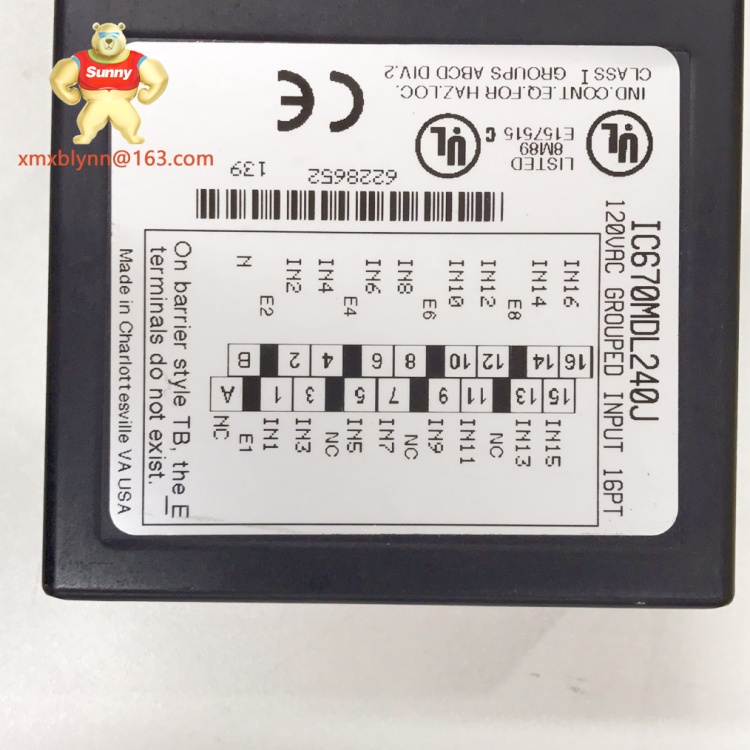 Sunny
xmxblynn@163.com
IND.CONT.EQ.FOR HAZ.LOC.
CLASS I GROUPS ABCD DIV.2
CE
UL
LISTED
8M89
E157515
C
UL
6228652
139
IC670MDL240J
120VAC GROUPED INPUT 16PT
N
E2
IN2
IN4
E4
IN6
IN8
E6
IN10
IN12
E8
IN14
IN16
B 2 4 6 8 10 12 14 16
A 1 3 5 7 9 11 13 15
NC
E1
IN1
IN3
NC
IN5
IN7
NC
IN9
IN11
NC
IN13
IN15
On barrier style TB, the _E
terminals do not exist.
Made in Charlottesville VA USA